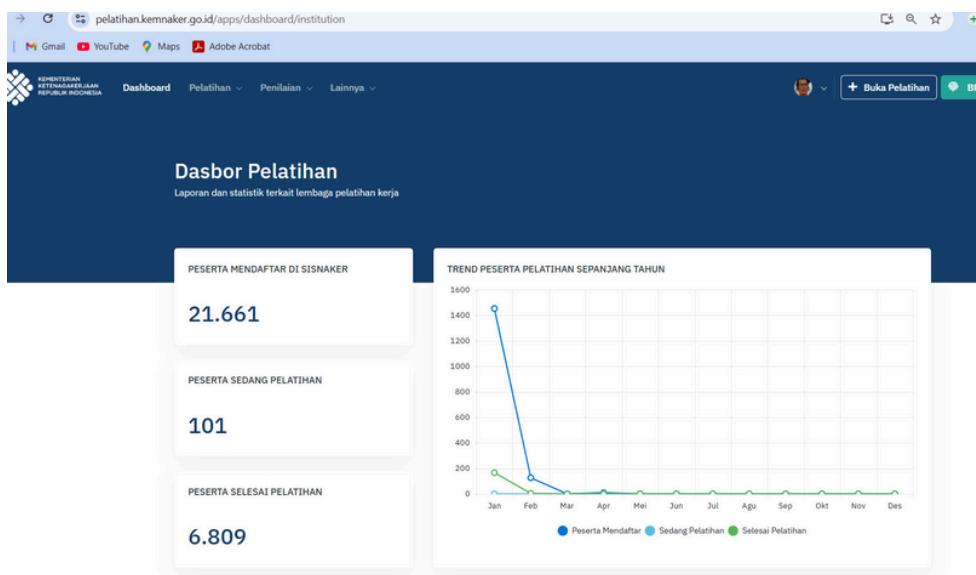 pelatihan.kemnaker.go.id/apps/dashboard/institution
Gmail YouTube Maps Adobe Acrobat
KEMENTERIAN
KETENAGAKERJAAN
REPUBLIK INDONESIA
Dashboard Pelatihan Penilaian Lainnya
+ Buka Pelatihan
Dasbor Pelatihan
Laporan dan statistik terkait lembaga pelatihan kerja
PESERTA MENDAFTAR DI SISNAKER
21.661
PESERTA SEDANG PELATIHAN
101
PESERTA SELESAI PELATIHAN
6.809
TREND PESERTA PELATIHAN SEPANJANG TAHUN
1600
1400
1200
1000
800
600
400
200
0
Jan Feb Mar Apr Mei Jun Jul Agu Sep Okt Nov Des
Peserta Mendaftar Sedang Pelatihan Selesai Pelatihan